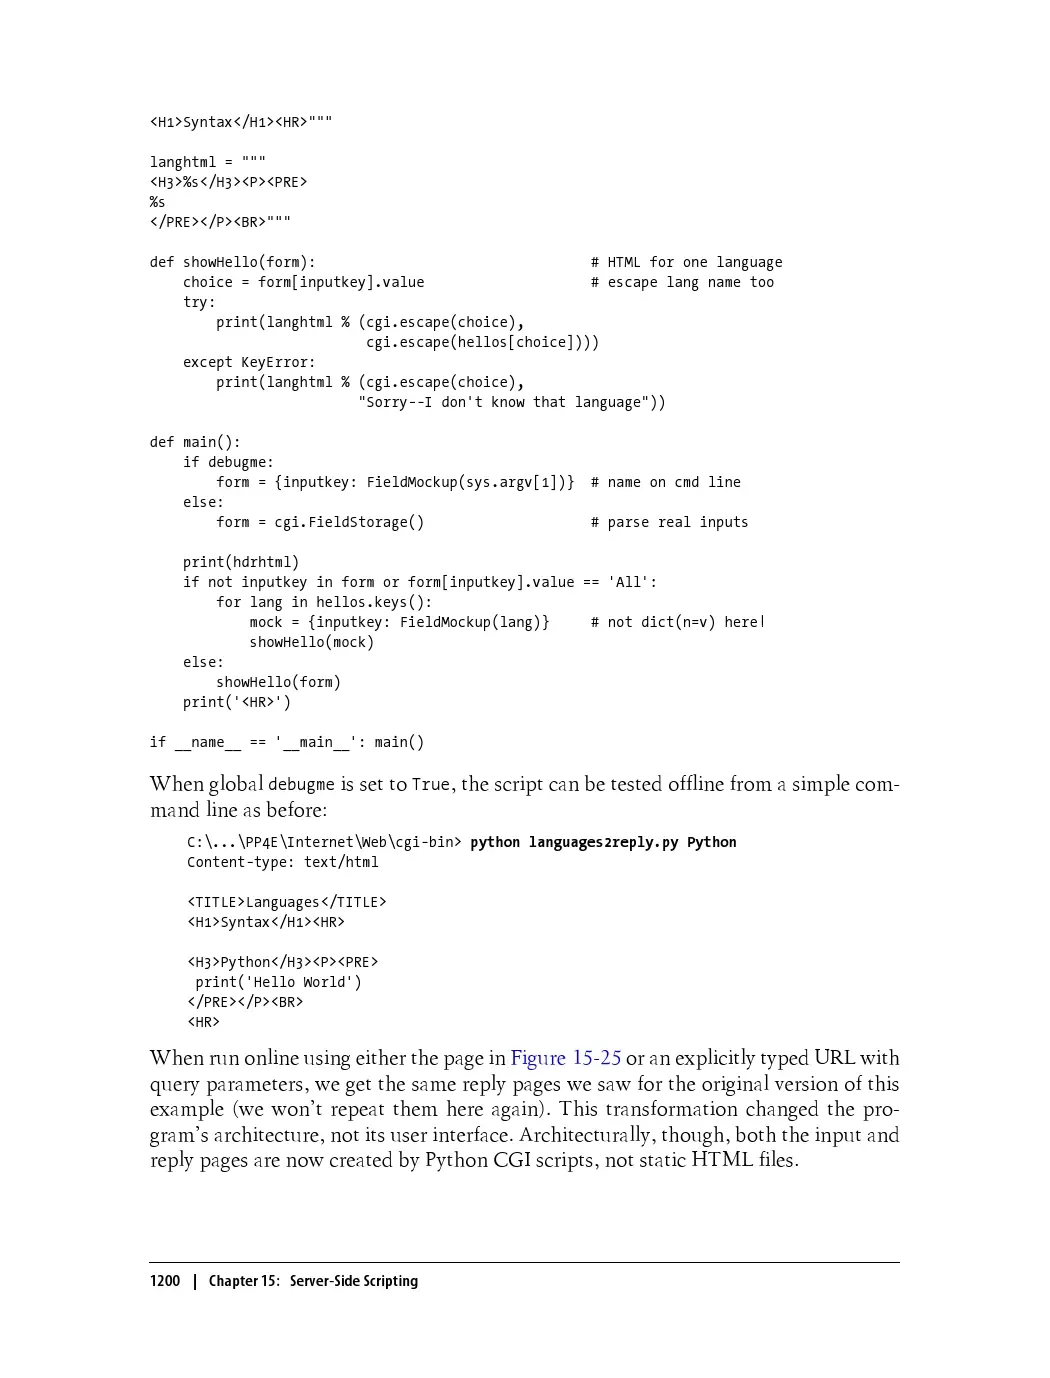 <H1>Syntax</H1><HR>"""

langhtml = """
<H3>%s</H3><P><PRE>
%s
</PRE></P><BR>"""

def showHello(form):                                 # HTML for one language
    choice = form[inputkey].value                    # escape lang name too
    try:
        print(langhtml % (cgi.escape(choice),
                          cgi.escape(hellos[choice])))
    except KeyError:
        print(langhtml % (cgi.escape(choice),
                         "Sorry--I don't know that language"))

def main():
    if debugme:
        form = {inputkey: FieldMockup(sys.argv[1])}  # name on cmd line
    else:
        form = cgi.FieldStorage()                    # parse real inputs

    print(hdrhtml)
    if not inputkey in form or form[inputkey].value == 'All':
        for lang in hellos.keys():
            mock = {inputkey: FieldMockup(lang)}     # not dict(n=v) here!
            showHello(mock)
    else:
        showHello(form)
    print('<HR>')

if __name__ == '__main__': main()
When global debugme is set to True, the script can be tested offline from a simple com-
mand line as before:
C:\...\PP4E\Internet\Web\cgi-bin> python languages2reply.py Python
Content-type: text/html

<TITLE>Languages</TITLE>
<H1>Syntax</H1><HR>

<H3>Python</H3><P><PRE>
 print('Hello World')
</PRE></P><BR>
<HR>
When run online using either the page in Figure 15-25 or an explicitly typed URL with
query parameters, we get the same reply pages we saw for the original version of this
example (we won't repeat them here again). This transformation changed the pro-
gram's architecture, not its user interface. Architecturally, though, both the input and
reply pages are now created by Python CGI scripts, not static HTML files.
1200 | Chapter 15: Server-Side Scripting